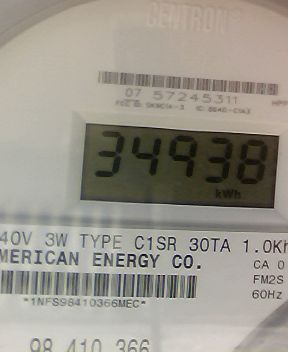 CENTRON®
07 57245311
34938
kWh
40V 3W TYPE C1SR 30TA 1.0Kh
MERICAN ENERGY CO.
CA 0
FM2S
*1NFS98410366MEC*
60Hz
98 410 366